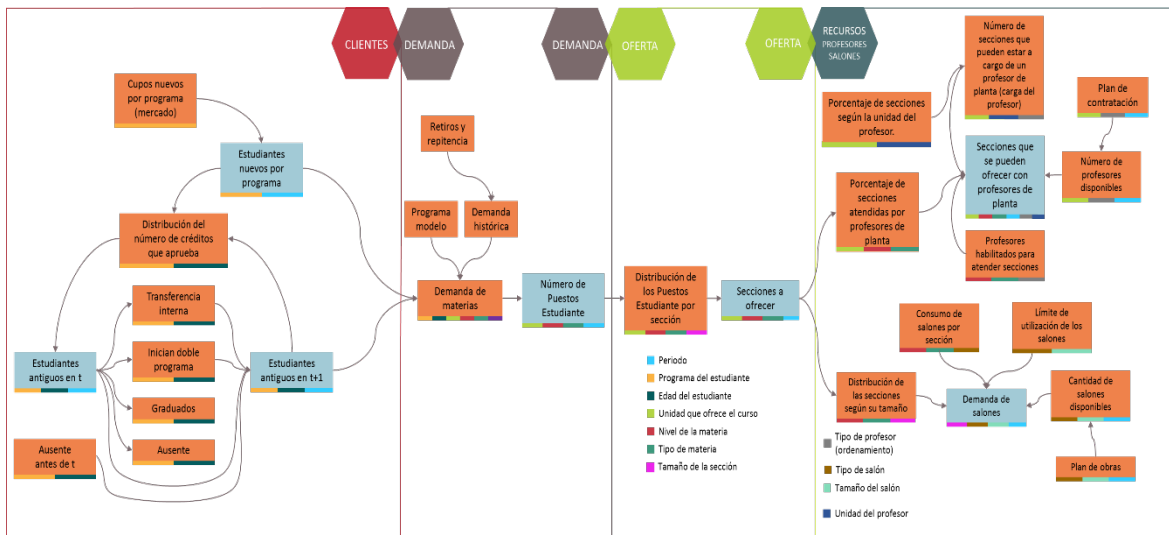 CLIENTES
DEMANDA
DEMANDA
OFERTA
OFERTA
RECURSOS
PROFESORES
SALONES
Cupos nuevos
por programa
(mercado)
Estudiantes
nuevos por
programa
Distribución del
número de créditos
que aprueba
Transferencia
interna
Inician doble
programa
Graduados
Ausente
Estudiantes
antiguos en t
Estudiantes
antiguos en t+1
Ausente
antes de t
Retiros y
repitencia
Programa
modelo
Demanda
histórica
Demanda de
materias
Número de
Puestos
Estudiante
Distribución de
los Puestos
Estudiante por
sección
Secciones a
ofrecer
Periodo
Programa del estudiante
Edad del estudiante
Unidad que ofrece el curso
Nivel de la materia
Tipo de materia
Tamaño de la sección
Número de
secciones que
pueden estar a
cargo de un
profesor de
planta (carga del
profesor)
Porcentaje de secciones
según la unidad del
profesor.
Plan de
contratación
Secciones que
se pueden
ofrecer con
profesores de
planta
Número de
profesores
disponibles
Porcentaje de
secciones
atendidas por
profesores de
planta
Profesores
habilitados para
atender secciones
Consumo de
salones por
sección
Límite de
utilización de los
salones
Distribución de
las secciones
según su tamaño
Demanda de
salones
Cantidad de
salones
disponibles
Plan de obras
Tipo de profesor
(ordenamiento)
Tipo de salón
Tamaño del salón
Unidad del profesor